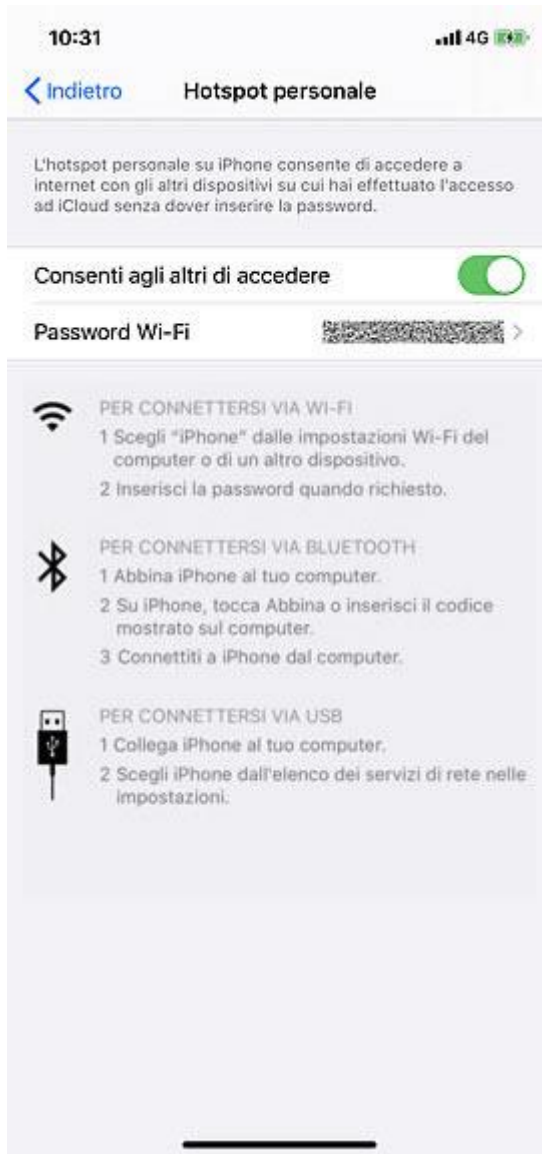 10:31 4G
Indietro Hotspot personale
L'hotspot personale su iPhone consente di accedere a
internet con gli altri dispositivi su cui hai effettuato l'accesso
ad iCloud senza dover inserire la password.
Consenti agli altri di accedere
Password Wi-Fi
PER CONNETTERSI VIA WI-FI
1 Scegli "iPhone" dalle impostazioni Wi-Fi del
computer o di un altro dispositivo.
2 Inserisci la password quando richiesto.
PER CONNETTERSI VIA BLUETOOTH
1 Abbina iPhone al tuo computer.
2 Su iPhone, tocca Abbina o inserisci il codice
mostrato sul computer.
3 Connettiti a iPhone dal computer.
PER CONNETTERSI VIA USB
1 Collega iPhone al tuo computer.
2 Scegli iPhone dall'elenco dei servizi di rete nelle
impostazioni.